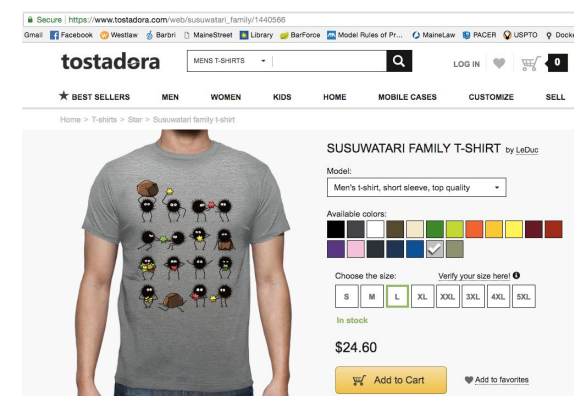 Secure | https://www.tostadora.com/web/susuwatari_family/1440566
Gmail Facebook Westlaw Barbri MaineStreet Library BarForce Model Rules of Pr... MaineLaw PACER USPTO Docke
tostadora MENS T-SHIRTS LOG IN 0
BEST SELLERS MEN WOMEN KIDS HOME MOBILE CASES CUSTOMIZE SELL
Home > T-shirts > Star > Susuwatari family t-shirt
SUSUWATARI FAMILY T-SHIRT by LeDuc
Model:
Men's t-shirt, short sleeve, top quality
Available colors:
Choose the size: Verify your size here!
S M L XL XXL 3XL 4XL 5XL
In stock
$24.60
Add to Cart Add to favorites